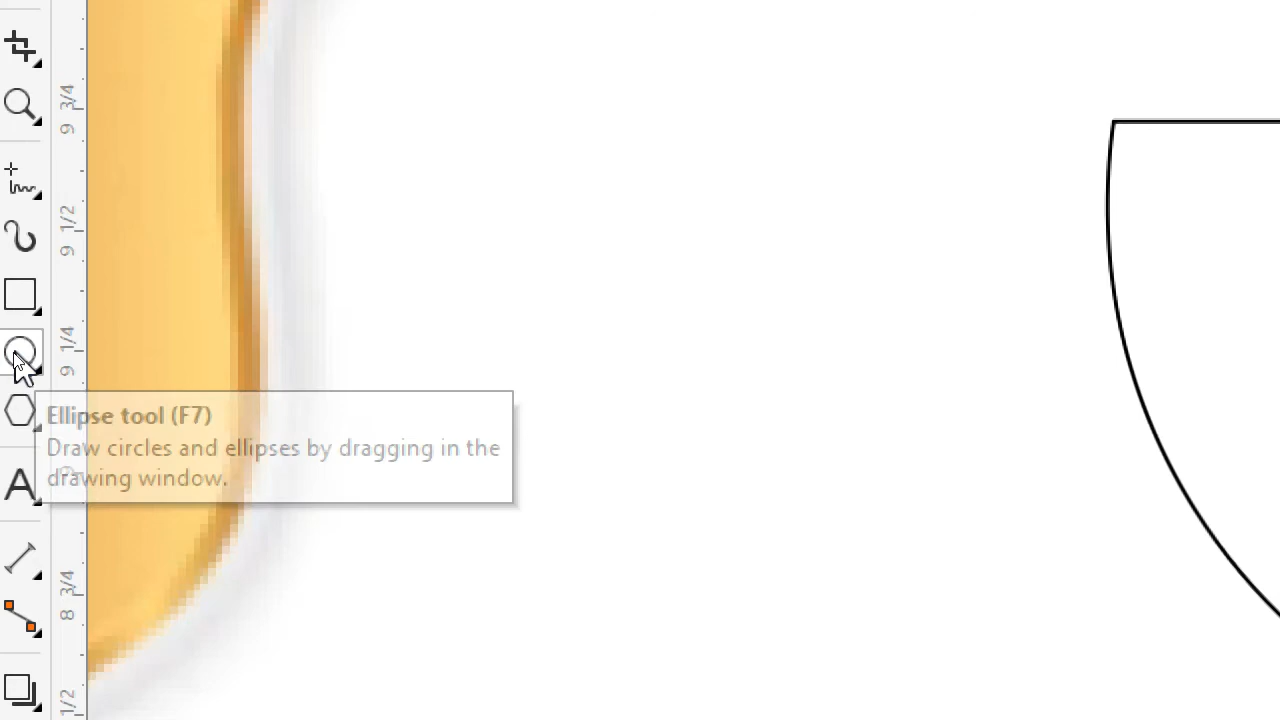 3/4
9
1/2
9
1/4
9
Ellipse tool (F7)
Draw circles and ellipses by dragging in the
drawing window.
A
3/4
8
1/2